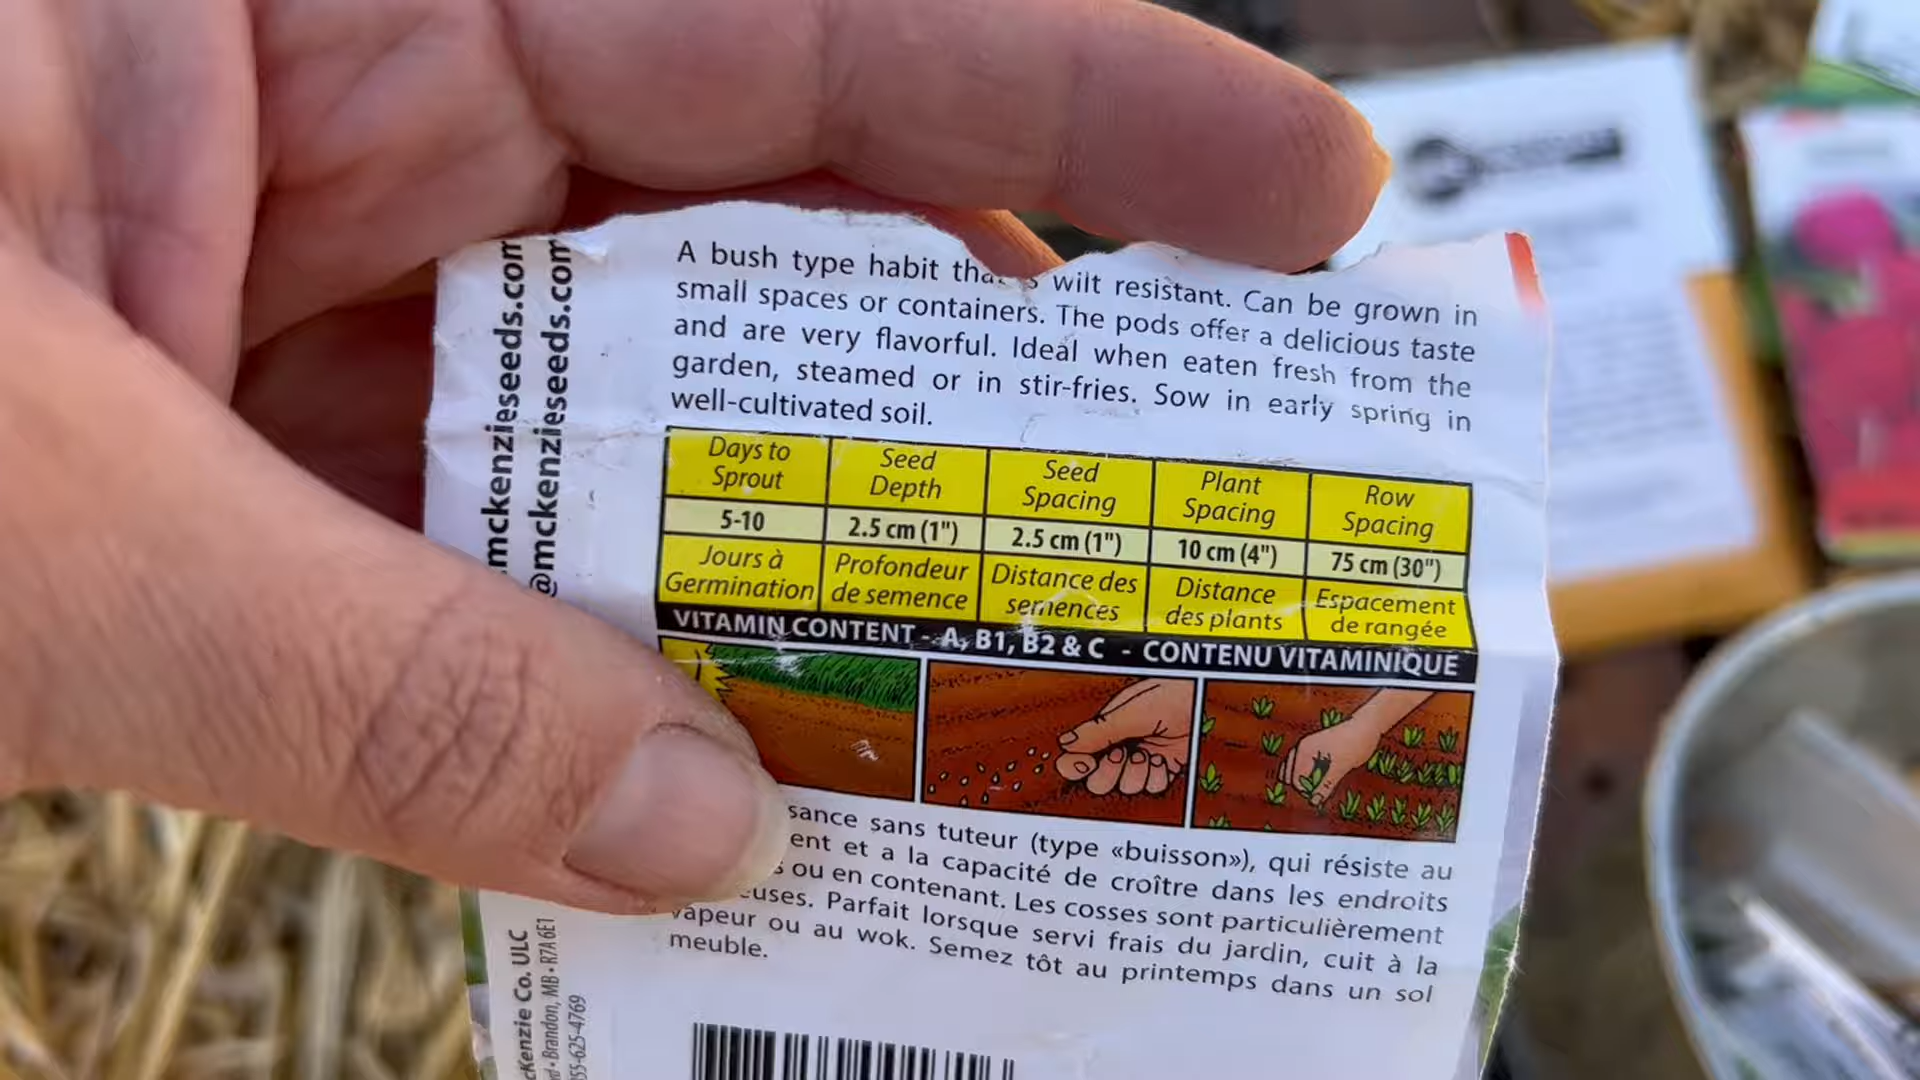 A bush type habit wilt resistant. Can be grown in
small spaces or containers. The pods offer a delicious taste
and are very flavorful. Ideal when eaten fresh from the
garden, steamed or in stir-fries. Sow in early spring in
well-cultivated soil.
Days to Sprout
Seed Depth
Seed Spacing
Plant Spacing
Row Spacing
5-10
2.5 cm (1")
2.5 cm (1")
10 cm (4")
75 cm (30")
Jours à Germination
Profondeur de semence
Distance des semences
Distance des plants
Espacement de rangée
VITAMIN CONTENT - A, B1, B2 & C - CONTENU VITAMINIQUE
sance sans tuteur (type «buisson»), qui résiste au
ent et a la capacité de croître dans les endroits
ou en contenant. Les cosses sont particulièrement
euses. Parfait lorsque servi frais du jardin, cuit à la
vapeur ou au wok. Semez tôt au printemps dans un sol
meuble.
mckenzieseeds.com
@mckenzieseeds.com
cKenzie Co. ULC
Brandon, MB • R7A 6E1
55-625-4769